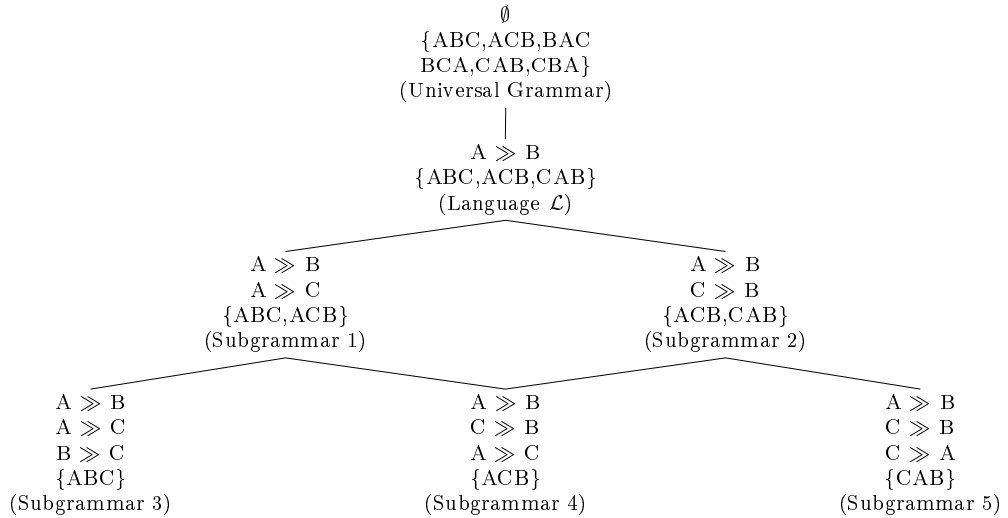 ∅
{ABC,ACB,BAC
BCA,CAB,CBA}
(Universal Grammar)
A ≫ B
{ABC,ACB,CAB}
(Language ℒ)
A ≫ B
A ≫ C
{ABC,ACB}
(Subgrammar 1)
A ≫ B
C ≫ B
{ACB,CAB}
(Subgrammar 2)
A ≫ B
A ≫ C
B ≫ C
{ABC}
(Subgrammar 3)
A ≫ B
C ≫ B
A ≫ C
{ACB}
(Subgrammar 4)
A ≫ B
C ≫ B
C ≫ A
{CAB}
(Subgrammar 5)